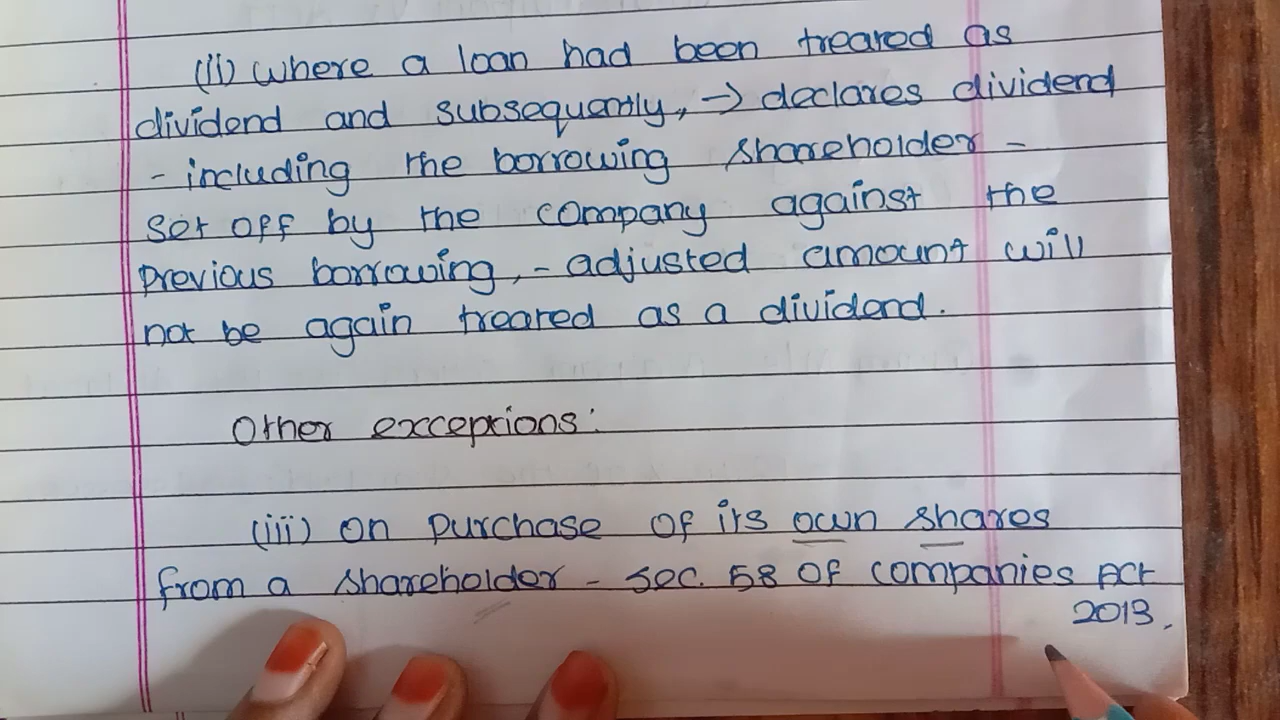 (ii) where a loan had been treated as
dividend and subsequently, → declares dividend
- including the borrowing shareholder -
set off by the company against the
previous borrowing, - adjusted amount will
not be again treated as a dividend.
Other exceptions:
(iii) on purchase of its own shares
from a shareholder - sec. 58 of companies Act
2013.